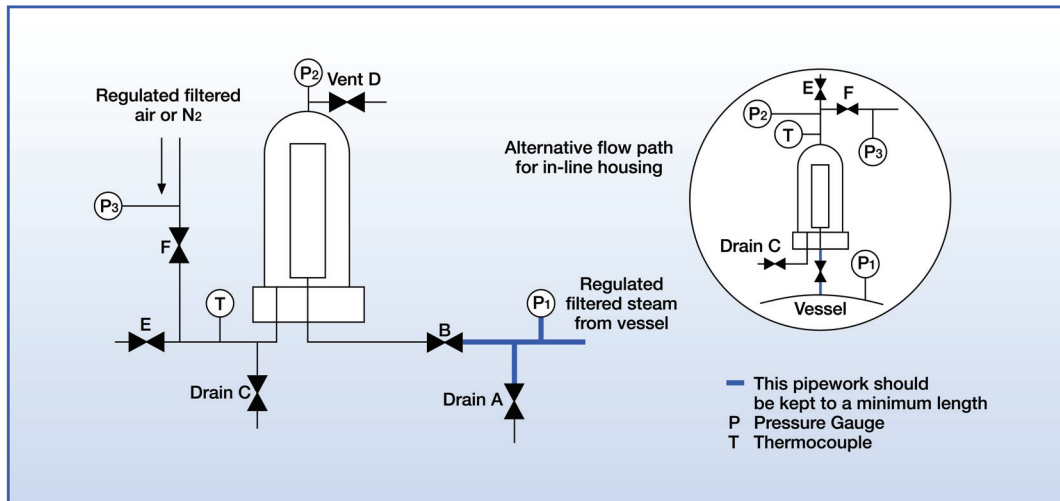 P2
Vent D
Regulated filtered
air or N2
P3
F
T
E
Drain C
B
P1
Regulated
filtered steam
from vessel
Drain A
Alternative flow path
for in-line housing
E
F
P2
T
P3
Drain C
P1
Vessel
This pipework should
be kept to a minimum length
P Pressure Gauge
T Thermocouple